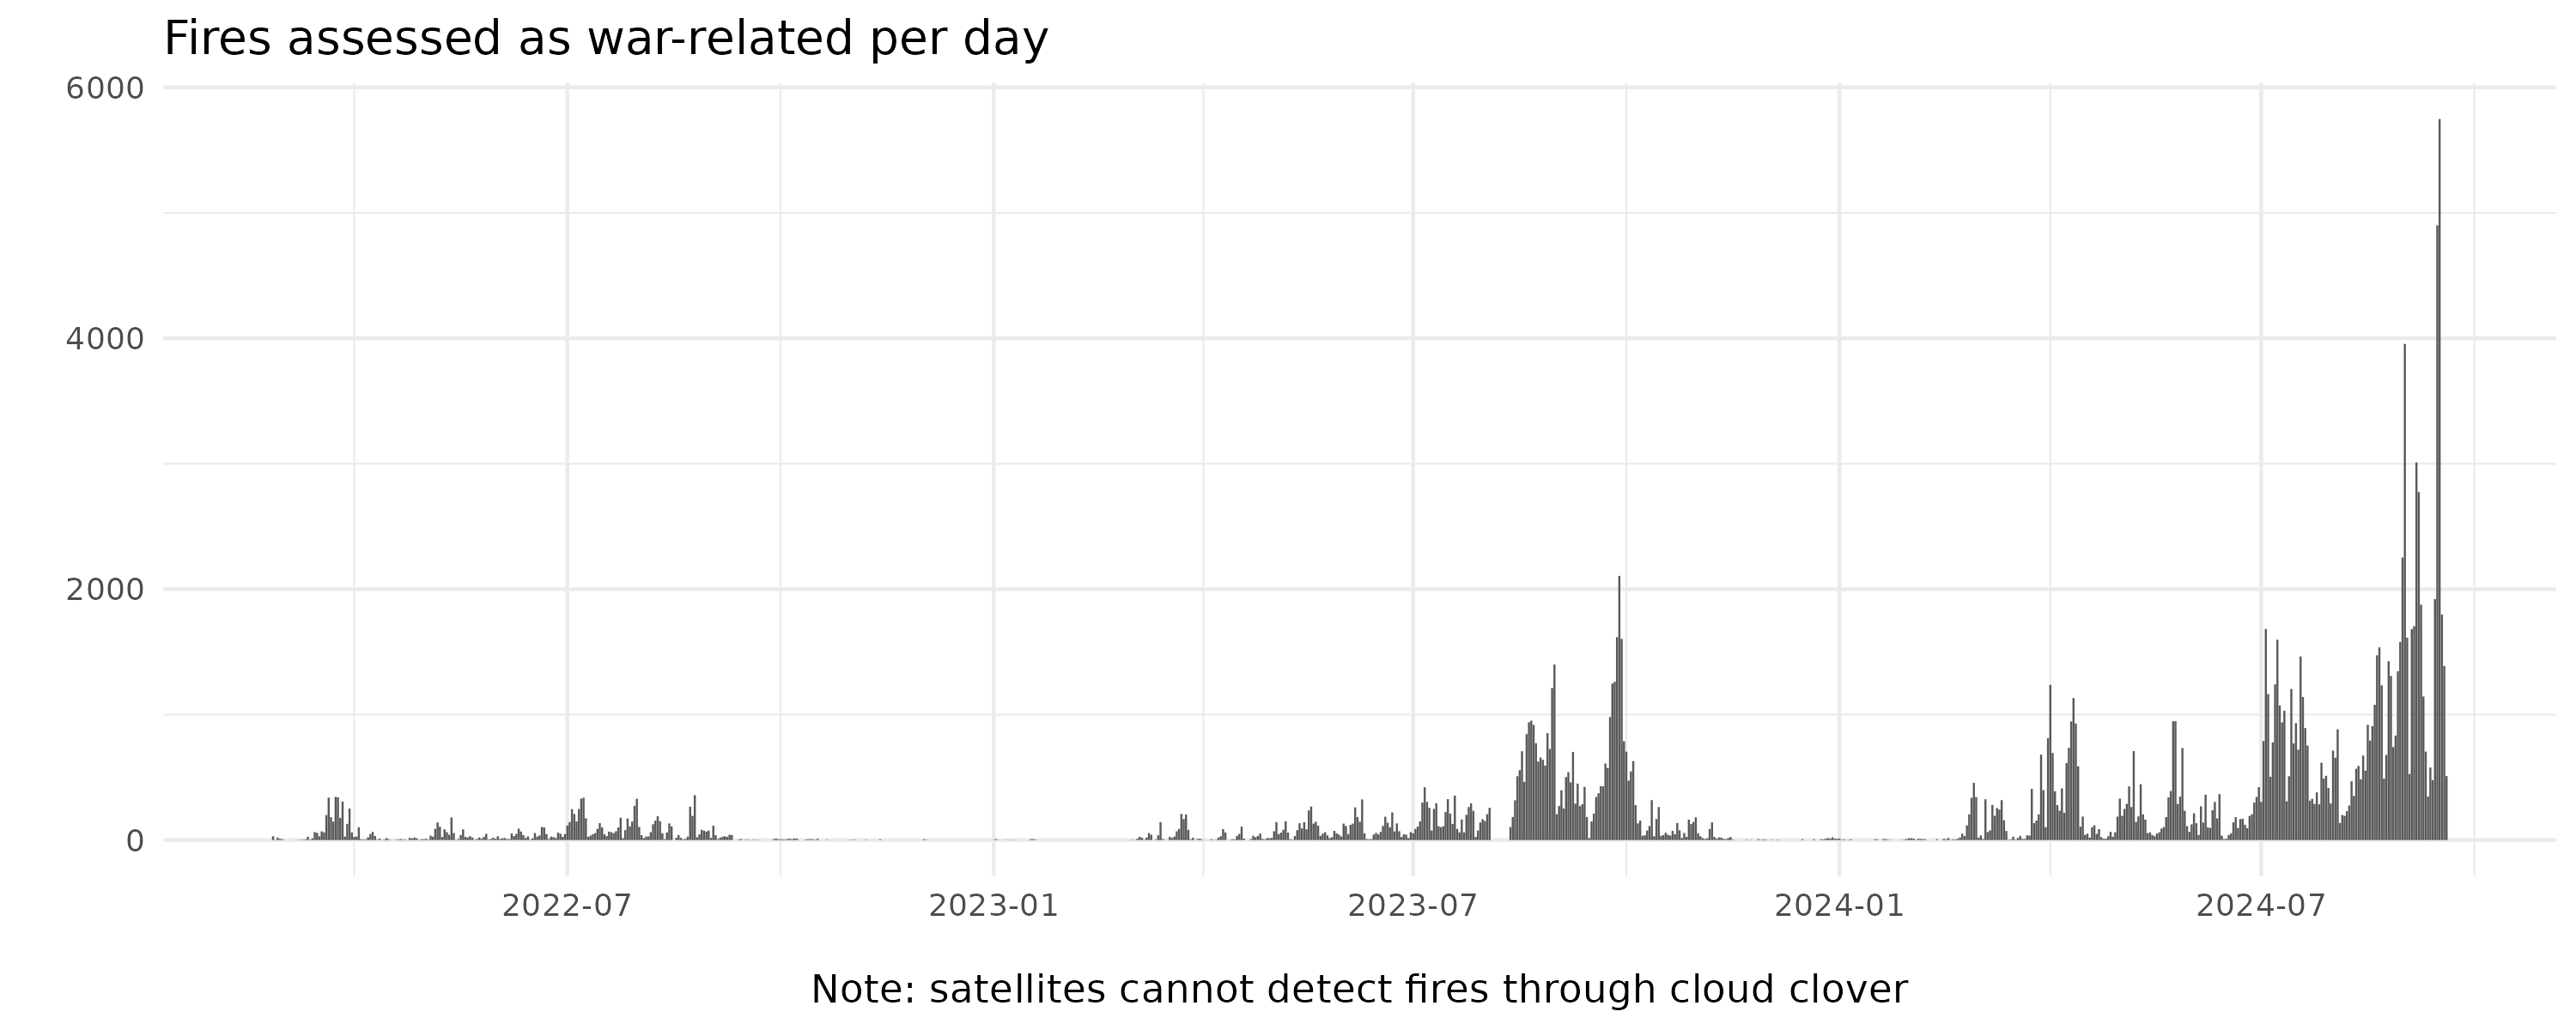 Fires assessed as war-related per day
6000
4000
2000
0
2022-07 2023-01 2023-07 2024-01 2024-07
Note: satellites cannot detect fires through cloud clover